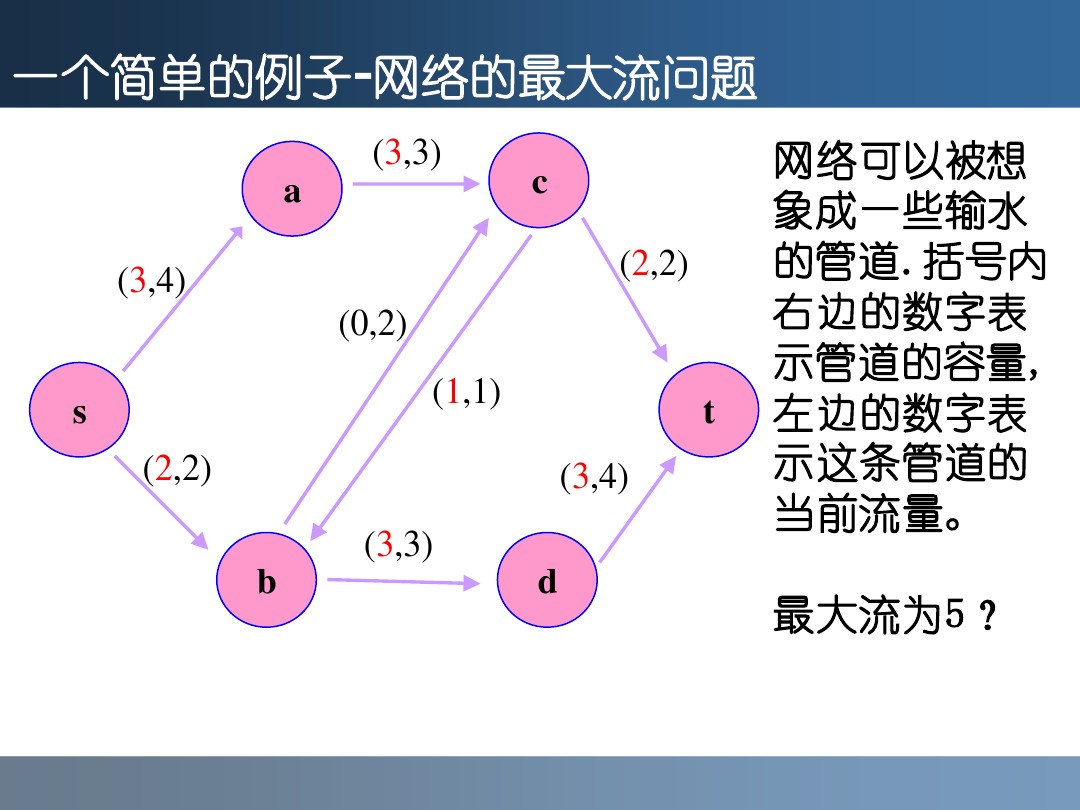 一个简单的例子-网络的最大流问题
(3,3)
a
c
(3,4)
(2,2)
(0,2)
(1,1)
s
t
(2,2)
(3,4)
(3,3)
b
d
网络可以被想
象成一些输水
的管道.括号内
右边的数字表
示管道的容量,
左边的数字表
示这条管道的
当前流量。
最大流为5？